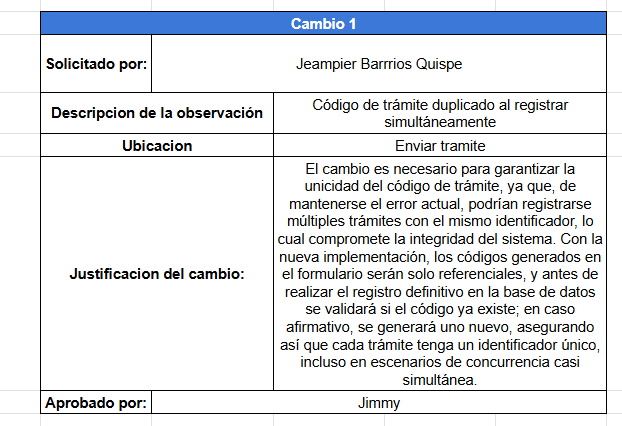 Cambio 1
Solicitado por: Jeampier Barrrios Quispe
Descripcion de la observación
Código de trámite duplicado al registrar
simultáneamente
Ubicacion
Enviar tramite
Justificacion del cambio:
El cambio es necesario para garantizar la
unicidad del código de trámite, ya que, de
mantenerse el error actual, podrían registrarse
múltiples trámites con el mismo identificador, lo
cual compromete la integridad del sistema. Con la
nueva implementación, los códigos generados en
el formulario serán solo referenciales, y antes de
realizar el registro definitivo en la base de datos
se validará si el código ya existe; en caso
afirmativo, se generará uno nuevo, asegurando
así que cada trámite tenga un identificador único,
incluso en escenarios de concurrencia casi
simultánea.
Aprobado por: Jimmy